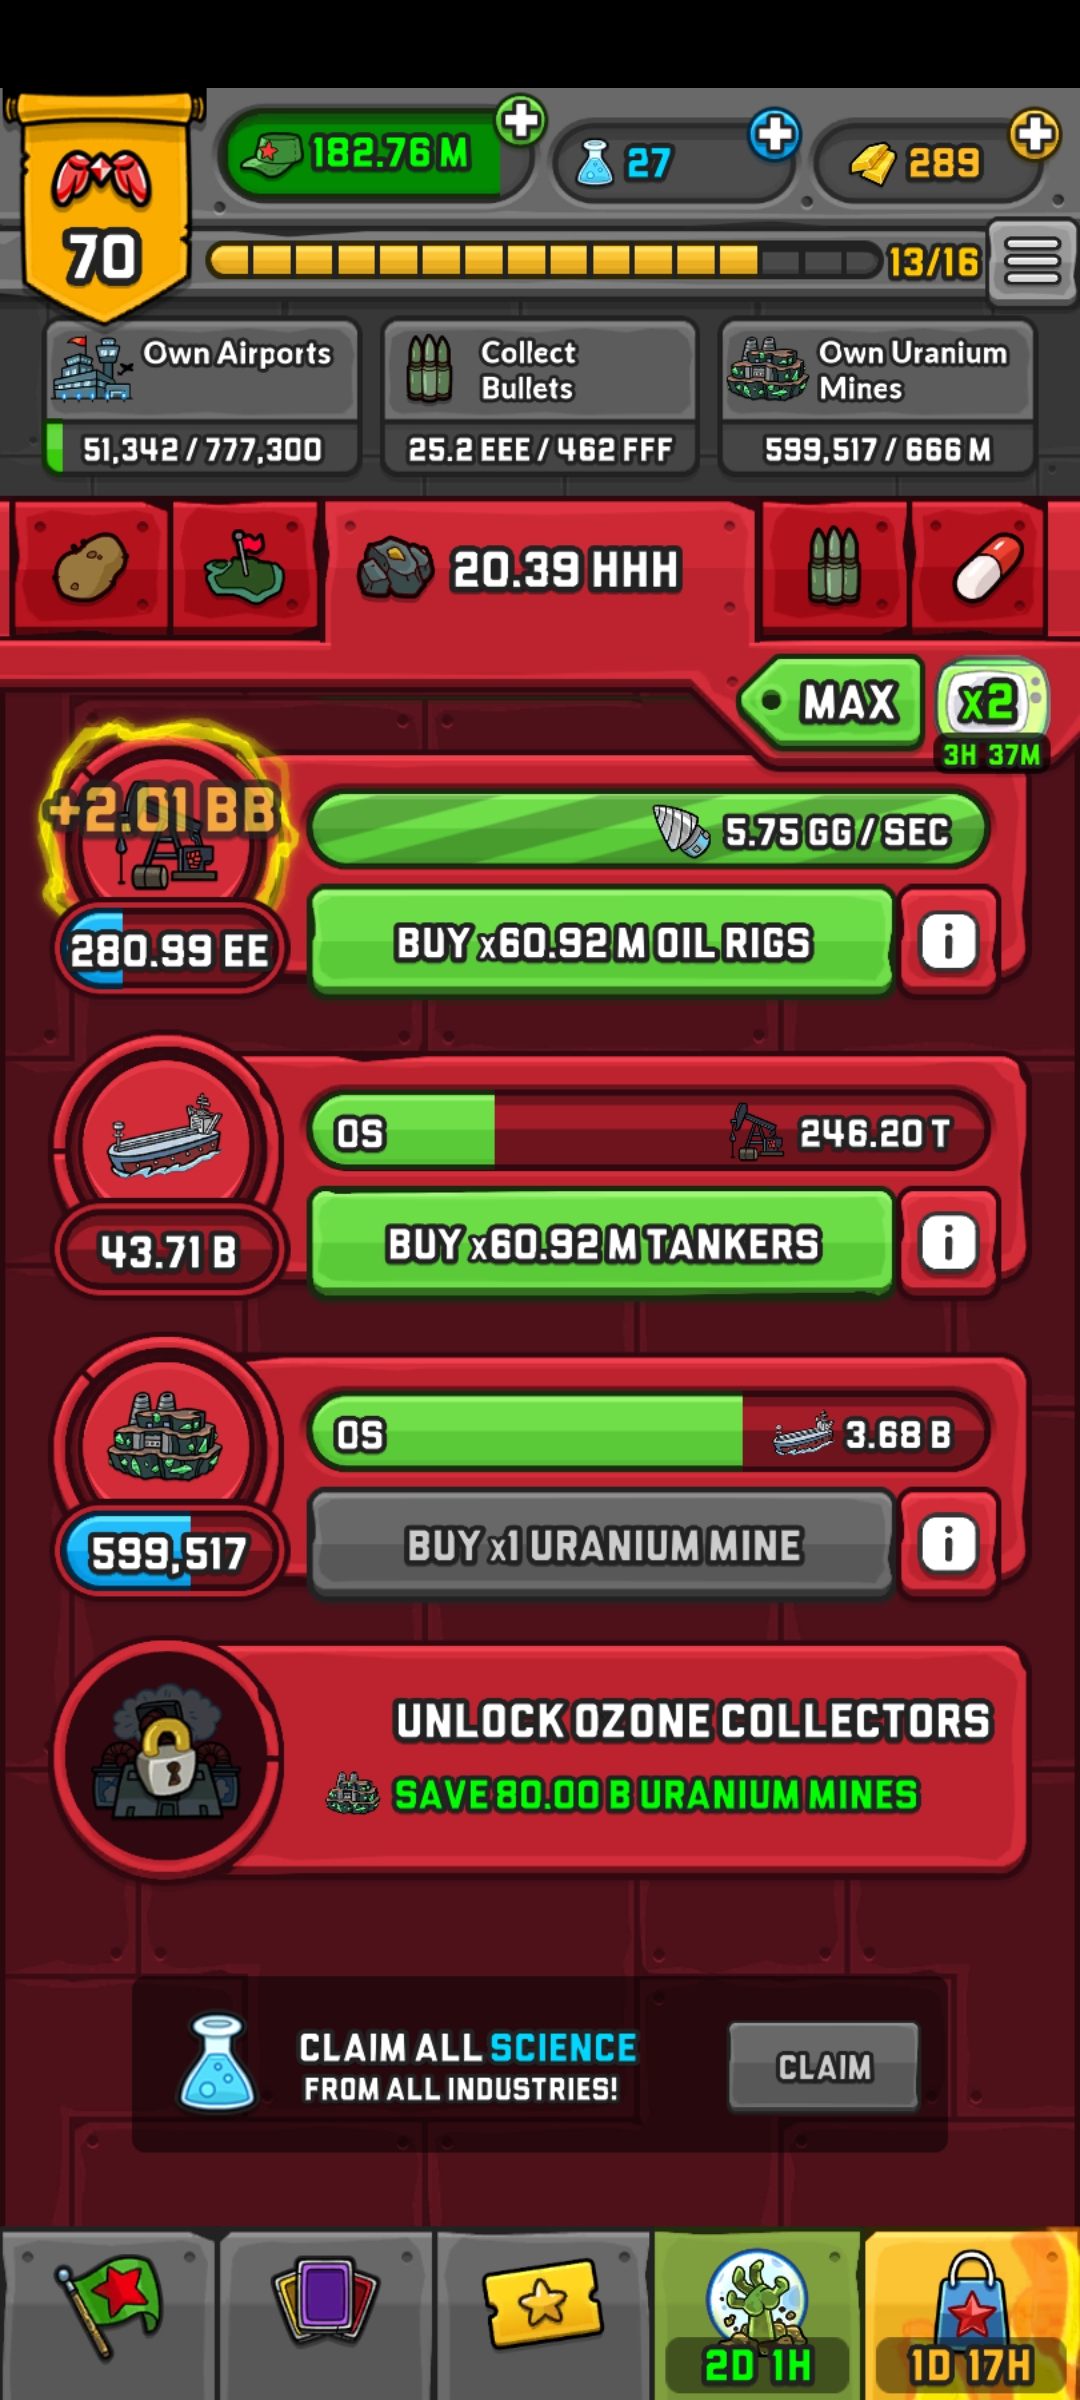 182.76 M
27
289
70
13/16
Own Airports
51,342 / 777,300
Collect
Bullets
25.2 EEE / 462 FFF
Own Uranium
Mines
599,517 / 666 M
20.39 HHH
MAX
x2
3H 37M
+2.01 BB
5.75 GG / SEC
280.99 EE
BUY x60.92 M OIL RIGS
i
0S
246.20 T
43.71 B
BUY x60.92 M TANKERS
i
0S
3.68 B
599,517
BUY x1 URANIUM MINE
i
UNLOCK OZONE COLLECTORS
SAVE 80.00 B URANIUM MINES
CLAIM ALL SCIENCE
FROM ALL INDUSTRIES!
CLAIM
2D 1H
1D 17H